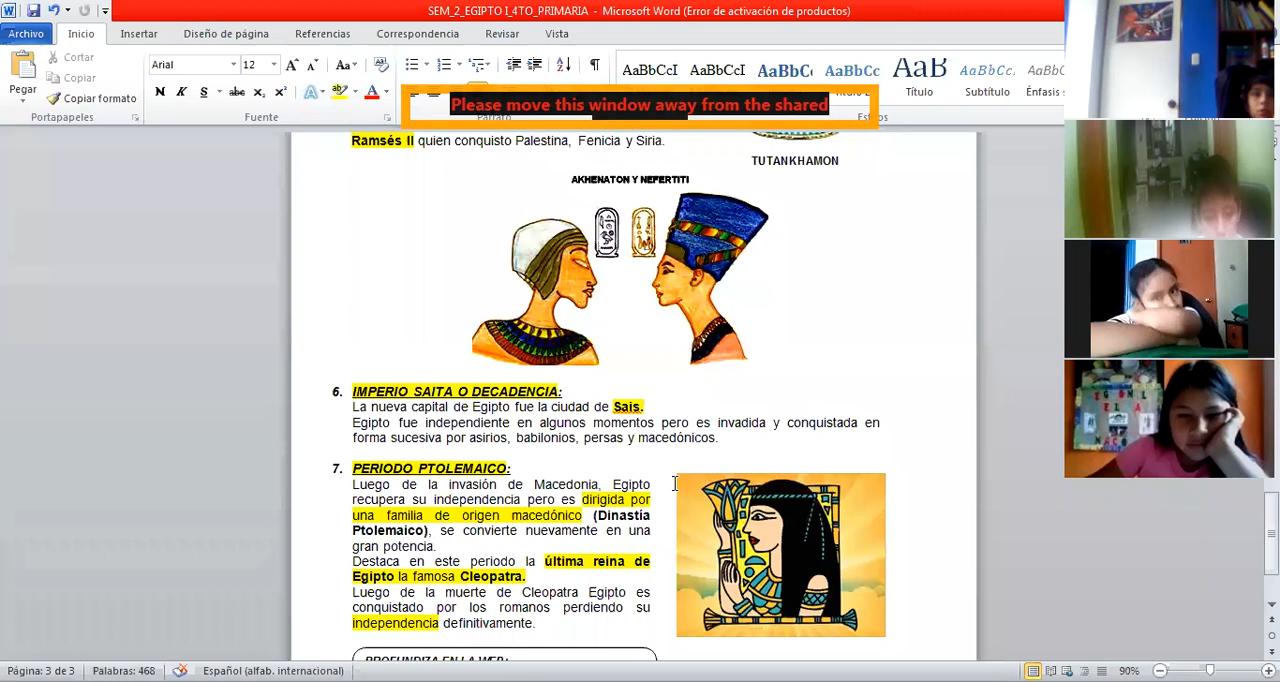 SEM_2_EGIPTO I_4TO_PRIMARIA - Microsoft Word (Error de activación de productos)
Archivo Inicio Insertar Diseño de página Referencias Correspondencia Revisar Vista
Cortar
Copiar
Pegar
Copiar formato
Arial 12
AaBbCcI AaBbCcI AaBbCc AaBbCc AaB AaBbCc. AaBbCcI
Título Subtítulo Énfasis s
Portapapeles Fuente Párrafo Estilos
Please move this window away from the shared
Ramsés II quien conquisto Palestina, Fenicia y Siria.
TUTANKHAMON
AKHENATON Y NEFERTITI
6. IMPERIO SAITA O DECADENCIA:
La nueva capital de Egipto fue la ciudad de Sais.
Egipto fue independiente en algunos momentos pero es invadida y conquistada en
forma sucesiva por asirios, babilonios, persas y macedónicos.
7. PERIODO PTOLEMAICO:
Luego de la invasión de Macedonia, Egipto
recupera su independencia pero es dirigida por
una familia de origen macedónico (Dinastía
Ptolemaico), se convierte nuevamente en una
gran potencia.
Destaca en este periodo la última reina de
Egipto la famosa Cleopatra.
Luego de la muerte de Cleopatra Egipto es
conquistado por los romanos perdiendo su
independencia definitivamente.
PROFUNDIZA EN LA WEB:
Página: 3 de 3 Palabras: 468 Español (alfab. internacional) 90%